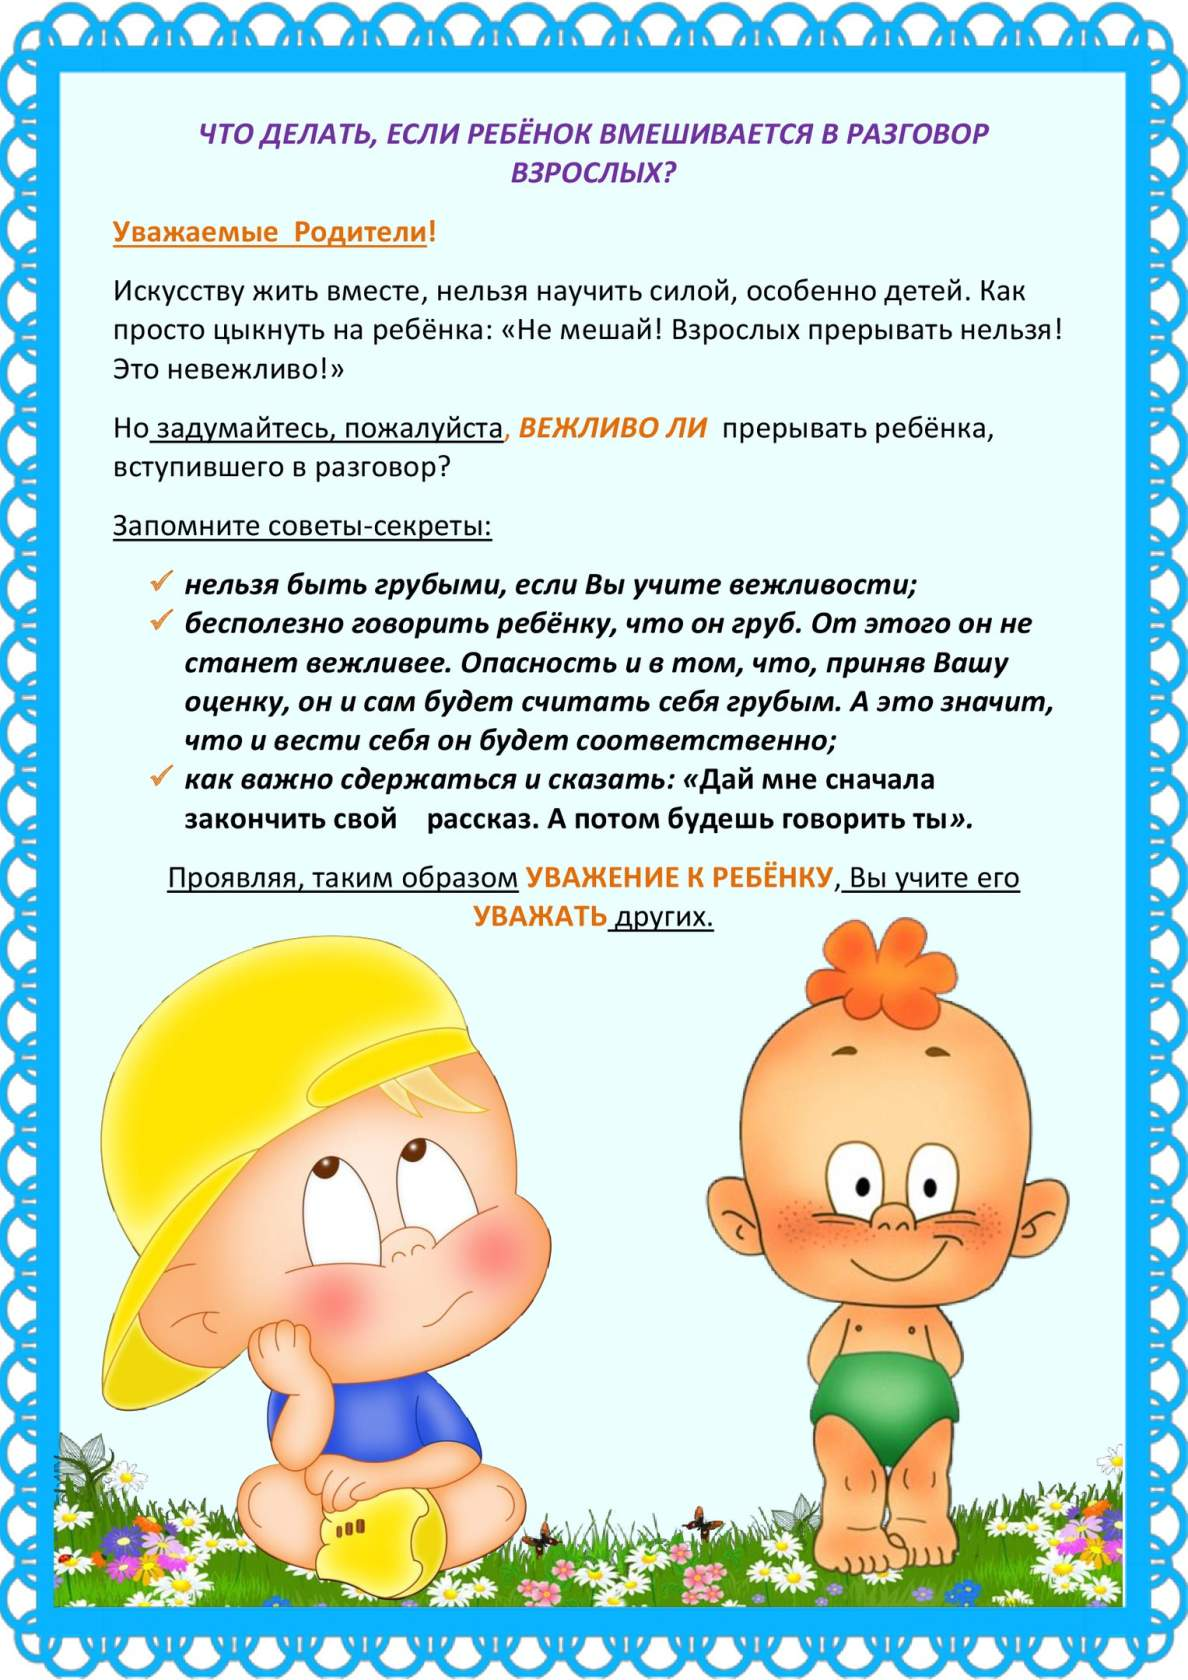 ЧТО ДЕЛАТЬ, ЕСЛИ РЕБЁНОК ВМЕШИВАЕТСЯ В РАЗГОВОР
ВЗРОСЛЫХ?
Уважаемые  Родители!
Искусству жить вместе, нельзя научить силой, особенно детей. Как
просто цыкнуть на ребёнка: «Не мешай! Взрослых прерывать нельзя!
Это невежливо!»
Но задумайтесь, пожалуйста, ВЕЖЛИВО ЛИ  прерывать ребёнка,
вступившего в разговор?
Запомните советы-секреты:
✓ нельзя быть грубыми, если Вы учите вежливости;
✓ бесполезно говорить ребёнку, что он груб. От этого он не
станет вежливее. Опасность и в том, что, приняв Вашу
оценку, он и сам будет считать себя грубым. А это значит,
что и вести себя он будет соответственно;
✓ как важно сдержаться и сказать: «Дай мне сначала
закончить свой    рассказ. А потом будешь говорить ты».
Проявляя, таким образом УВАЖЕНИЕ К РЕБЁНКУ, Вы учите его
УВАЖАТЬ других.